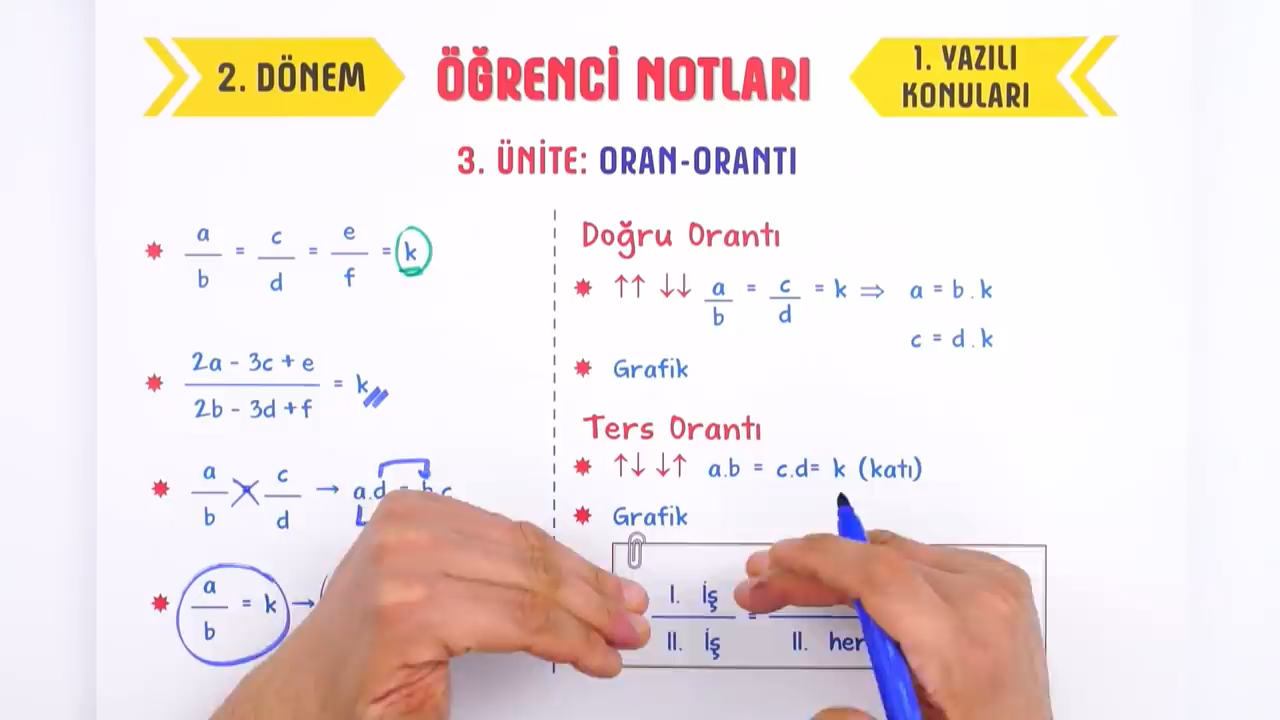 2. DÖNEM
ÖĞRENCİ NOTLARI
1. YAZILI
KONULARI
3. ÜNİTE: ORAN-ORANTI
a/b = c/d = e/f = k
2a - 3c + e / 2b - 3d + f = k
a/b × c/d → a.d = b.c
a/b = k →
Doğru Orantı
↑↑ ↓↓ a/b = c/d = k ⇒ a = b.k
c = d.k
Grafik
Ters Orantı
↑↓ ↓↑ a.b = c.d= k (katı)
Grafik
I. İş
II. İş = II. her